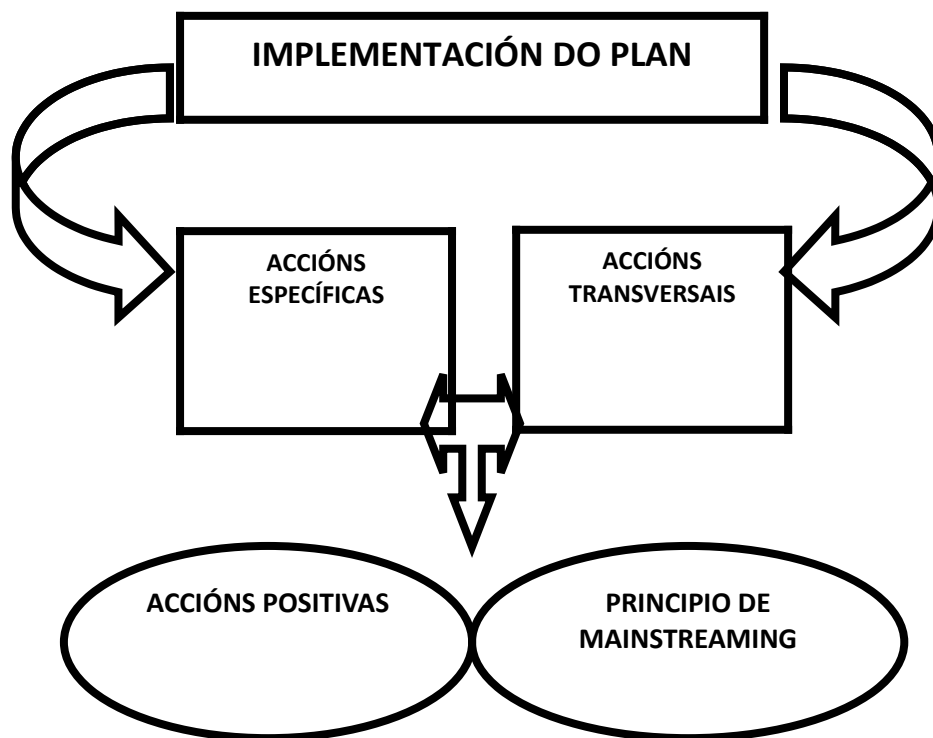 IMPLEMENTACIÓN DO PLAN
ACCIÓNS
ESPECÍFICAS
ACCIÓNS
TRANSVERSAIS
ACCIÓNS POSITIVAS
PRINCIPIO DE
MAINSTREAMING